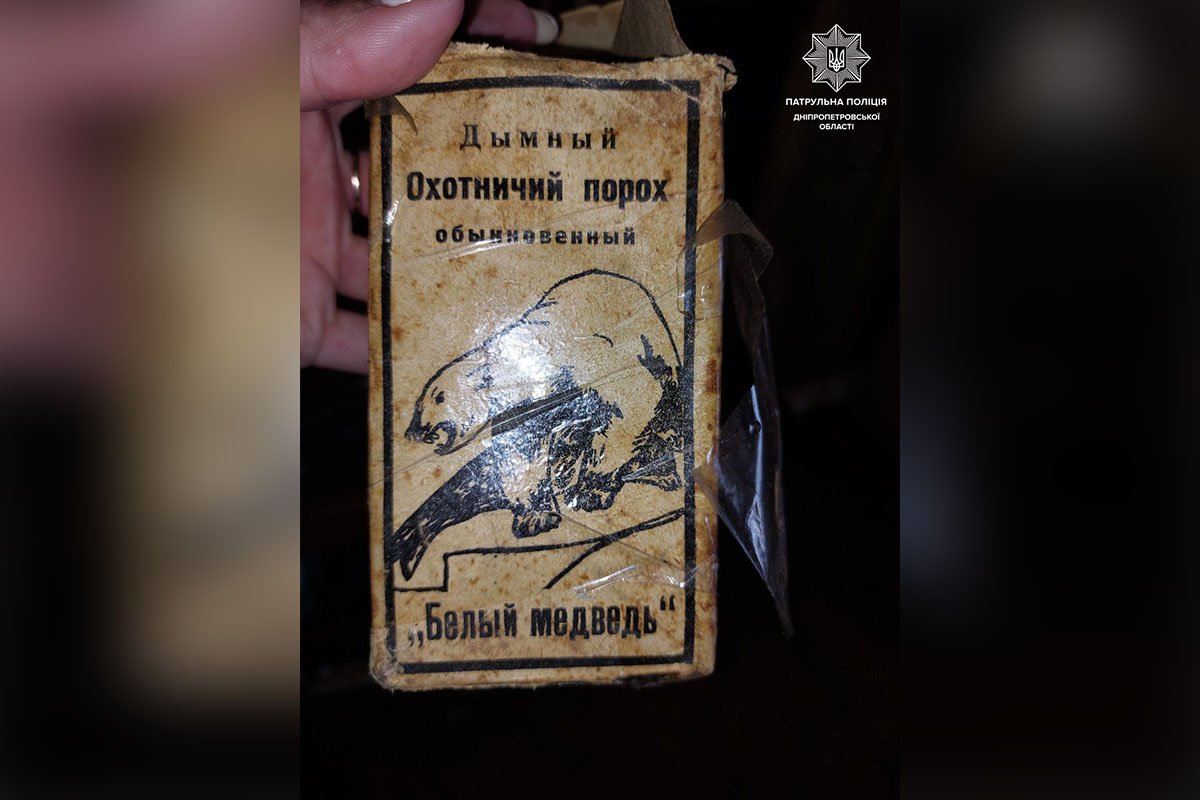 Дымный
Охотничий порох
обыкновенный
„Белый медведь“
ПАТРУЛЬНА ПОЛІЦІЯ
ДНІПРОПЕТРОВСЬКОЇ
ОБЛАСТІ